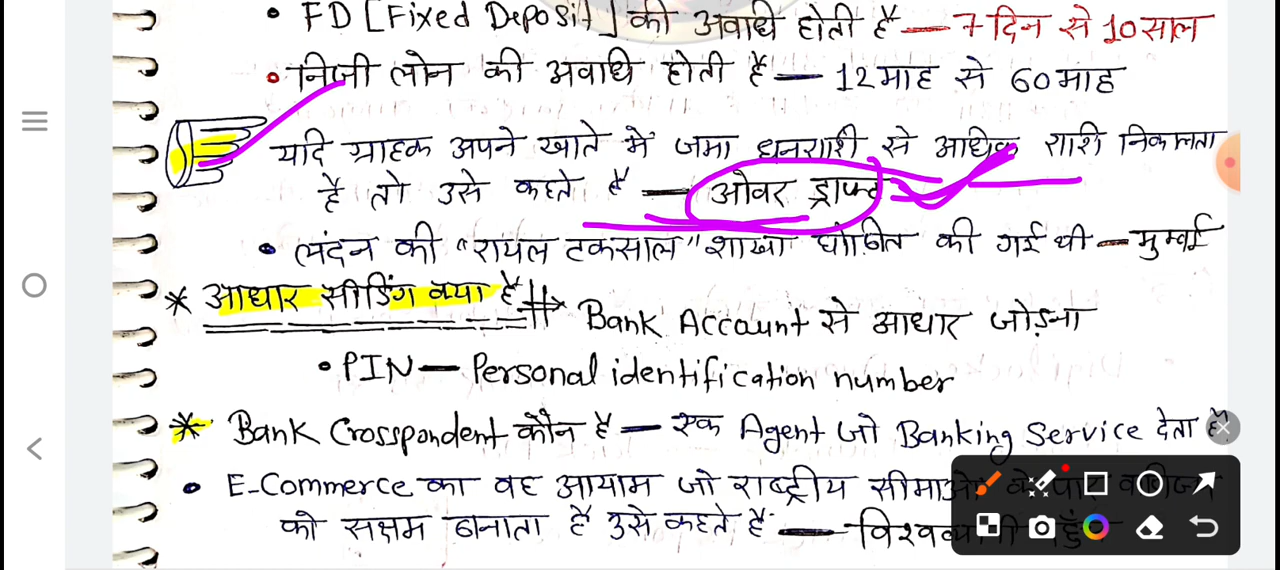 • FD [Fixed Deposit] की अवधि होती है — 7 दिन से 10 साल
• निजी लोन की अवधि होती है — 12 माह से 60 माह
यदि ग्राहक अपने खाते में जमा धनराशी से अधिक राशि निकालता
है तो उसे कहते हैं — ओवर ड्राफ्ट
• लंदन की "रायल टकसाल" शाखा घोषित की गई थी — मुम्बई
* आधार सीडिंग क्या है Bank Account से आधार जोड़ना
• PIN — Personal identification number
* Bank Crosspondent कौन है — एक Agent जो Banking Service देता है
• E-Commerce का वह आयाम जो राष्ट्रीय सीमाओं
को सक्षम बनाता है उसे कहते है —